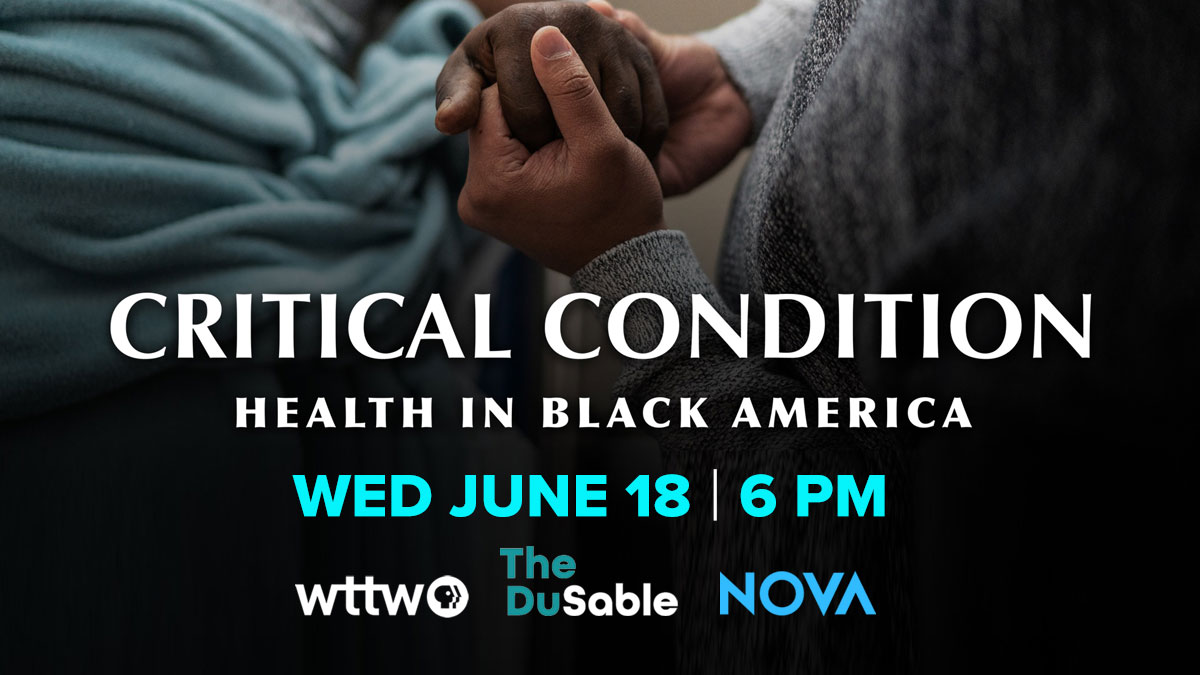 CRITICAL CONDITION
HEALTH IN BLACK AMERICA
WED JUNE 18 | 6 PM
wttw
The
DuSable
NOVA